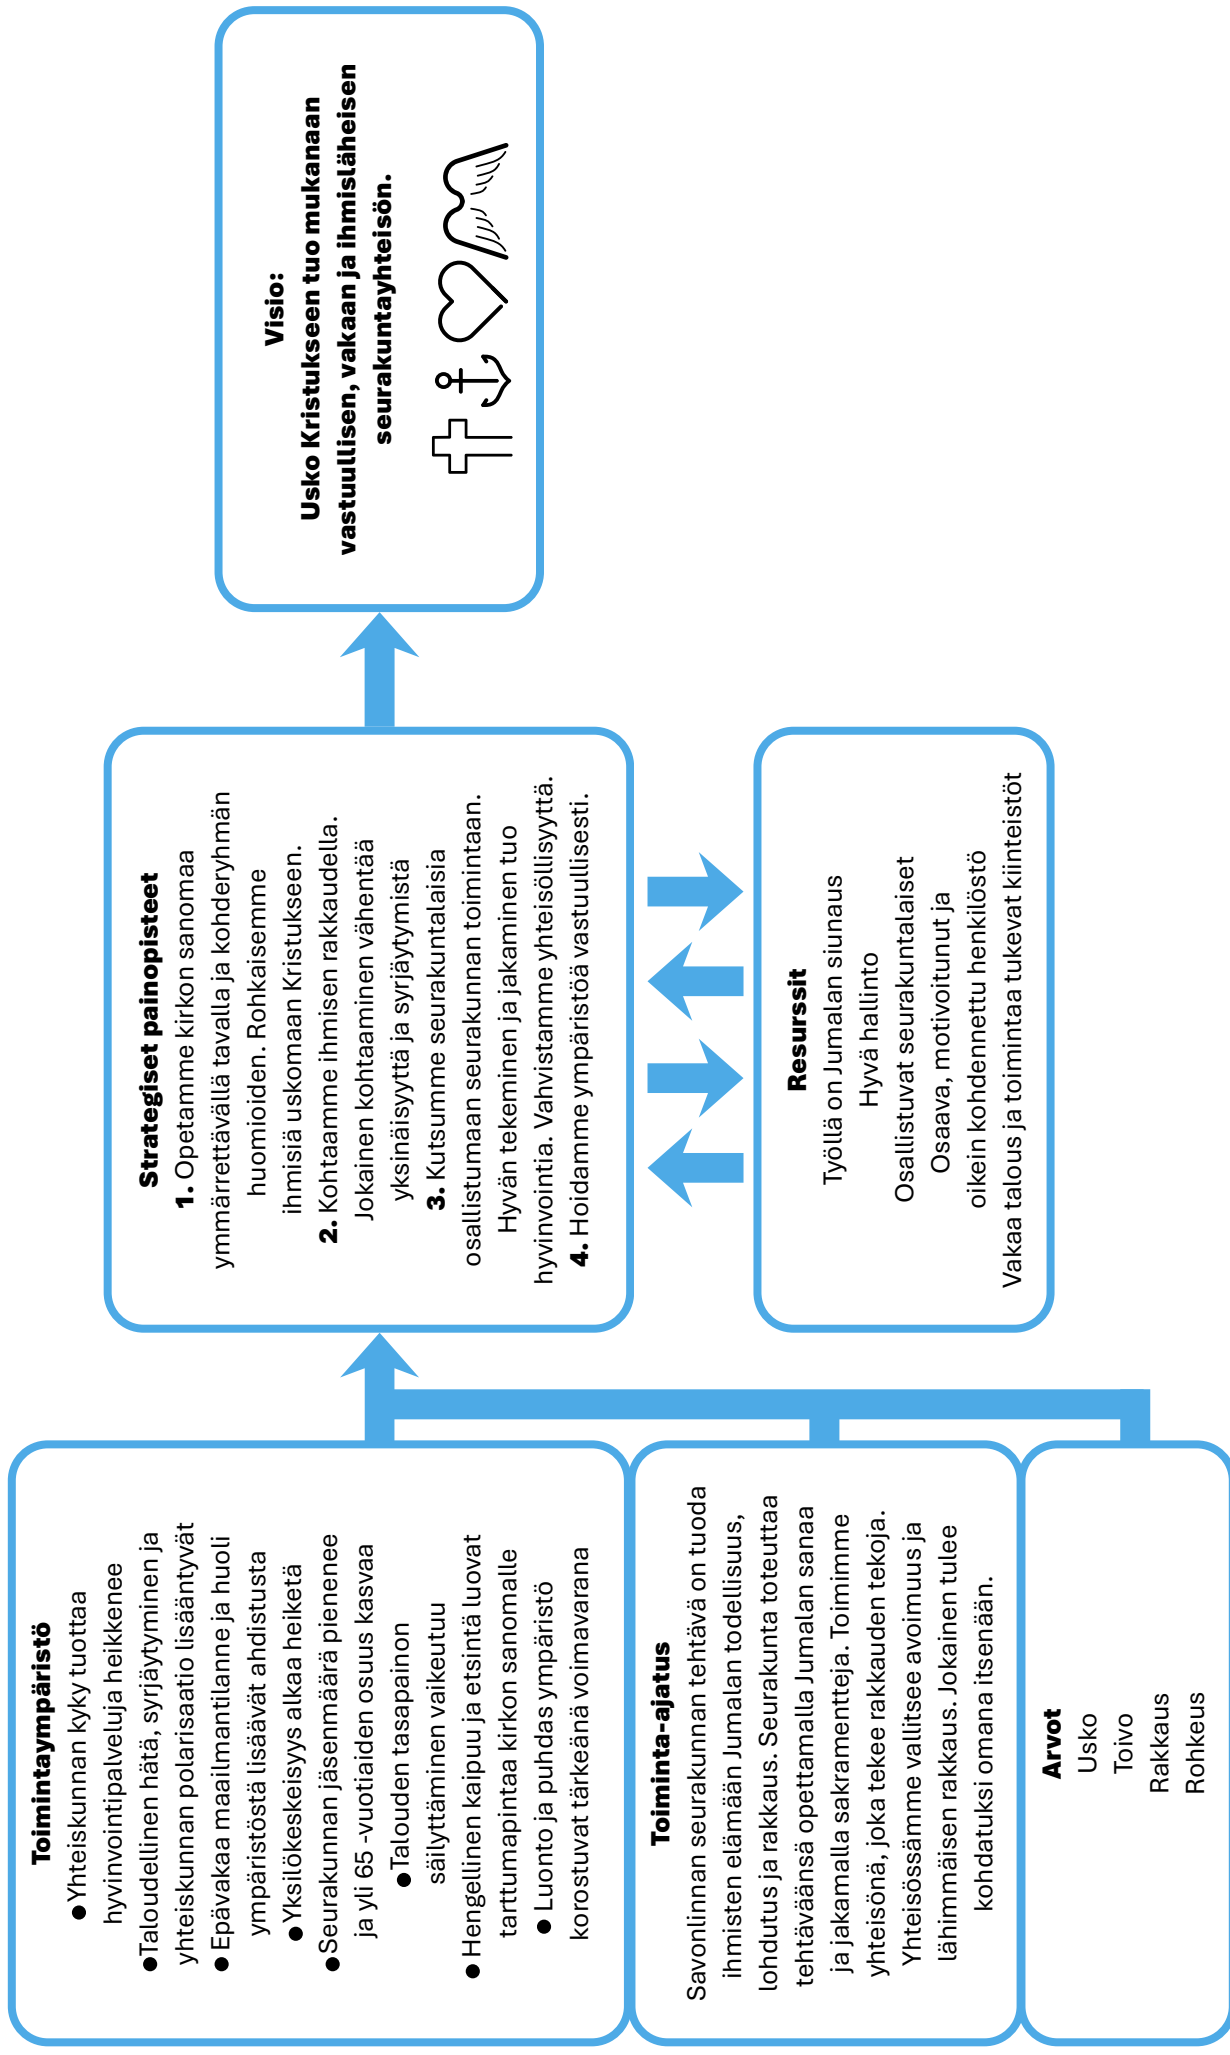 Toimintaympäristö
● Yhteiskunnan kyky tuottaa
hyvinvointipalveluja heikkenee
●Taloudellinen hätä, syrjäytyminen ja
yhteiskunnan polarisaatio lisääntyvät
● Epävakaa maailmantilanne ja huoli
ympäristöstä lisäävät ahdistusta
● Yksilökeskeisyys alkaa heiketä
●Seurakunnan jäsenmäärä pienenee
ja yli 65 -vuotiaiden osuus kasvaa
●Talouden tasapainon
säilyttäminen vaikeutuu
● Hengellinen kaipuu ja etsintä luovat
tarttumapintaa kirkon sanomalle
● Luonto ja puhdas ympäristö
korostuvat tärkeänä voimavarana
Toiminta-ajatus
Savonlinnan seurakunnan tehtävä on tuoda
ihmisten elämään Jumalan todellisuus,
lohdutus ja rakkaus. Seurakunta toteuttaa
tehtäväänsä opettamalla Jumalan sanaa
ja jakamalla sakramentteja. Toimimme
yhteisönä, joka tekee rakkauden tekoja.
Yhteisössämme vallitsee avoimuus ja
lähimmäisen rakkaus. Jokainen tulee
kohdatuksi omana itsenään.
Arvot
Usko
Toivo
Rakkaus
Rohkeus
Strategiset painopisteet
1. Opetamme kirkon sanomaa
ymmärrettävällä tavalla ja kohderyhmän
huomioiden. Rohkaisemme
ihmisiä uskomaan Kristukseen.
2. Kohtaamme ihmisen rakkaudella.
Jokainen kohtaaminen vähentää
yksinäisyyttä ja syrjäytymistä
3. Kutsumme seurakuntalaisia
osallistumaan seurakunnan toimintaan.
Hyvän tekeminen ja jakaminen tuo
hyvinvointia. Vahvistamme yhteisöllisyyttä.
4. Hoidamme ympäristöä vastuullisesti.
Resurssit
Työllä on Jumalan siunaus
Hyvä hallinto
Osallistuvat seurakuntalaiset
Osaava, motivoitunut ja
oikein kohdennettu henkilöstö
Vakaa talous ja toimintaa tukevat kiinteistöt
Visio:
Usko Kristukseen tuo mukanaan
vastuullisen, vakaan ja ihmisläheisen
seurakuntayhteisön.